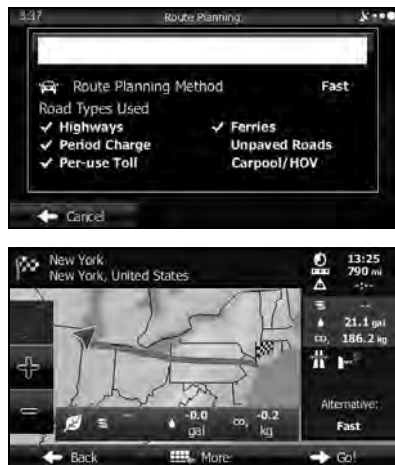 3:37 Route Planning
Route Planning Method Fast
Road Types Used
Highways Ferries
Period Charge Unpaved Roads
Per-use Toll Carpool/HOV
Cancel
New York
New York, United States
13:25
790 mi
-:--
--
21.1 gal
CO₂ 186.2 kg
Alternative:
Fast
-- -0.0 gal CO₂ -0.2 kg
Back More Go!